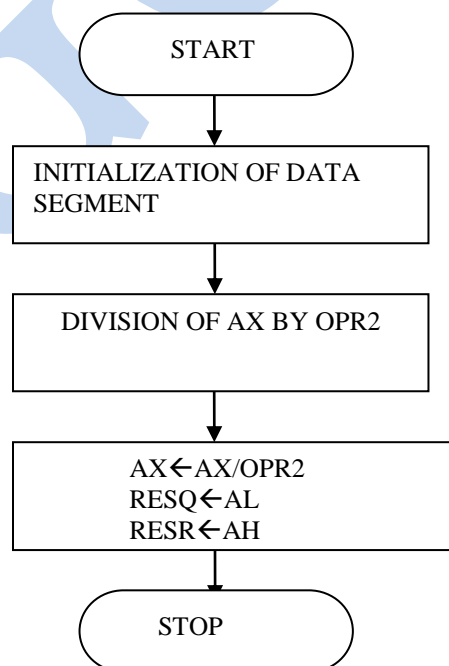 START
INITIALIZATION OF DATA
SEGMENT
DIVISION OF AX BY OPR2
AX←AX/OPR2
RESQ←AL
RESR←AH
STOP